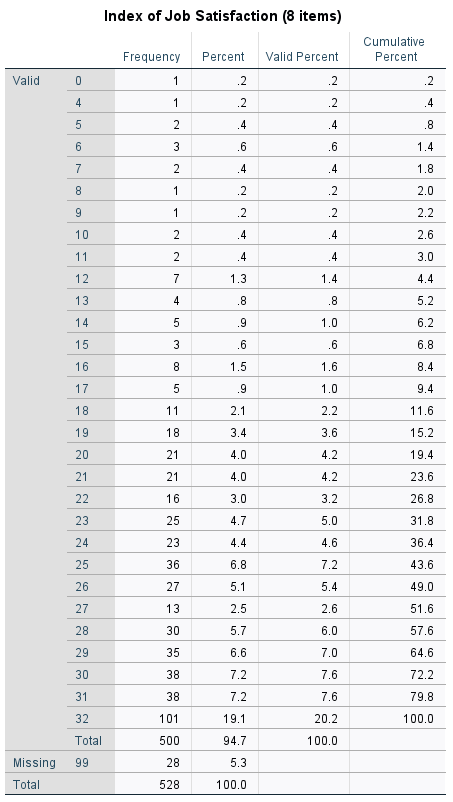 Index of Job Satisfaction (8 items)
Frequency Percent Valid Percent Cumulative Percent
Valid 0 1 .2 .2 .2
4 1 .2 .2 .4
5 2 .4 .4 .8
6 3 .6 .6 1.4
7 2 .4 .4 1.8
8 1 .2 .2 2.0
9 1 .2 .2 2.2
10 2 .4 .4 2.6
11 2 .4 .4 3.0
12 7 1.3 1.4 4.4
13 4 .8 .8 5.2
14 5 .9 1.0 6.2
15 3 .6 .6 6.8
16 8 1.5 1.6 8.4
17 5 .9 1.0 9.4
18 11 2.1 2.2 11.6
19 18 3.4 3.6 15.2
20 21 4.0 4.2 19.4
21 21 4.0 4.2 23.6
22 16 3.0 3.2 26.8
23 25 4.7 5.0 31.8
24 23 4.4 4.6 36.4
25 36 6.8 7.2 43.6
26 27 5.1 5.4 49.0
27 13 2.5 2.6 51.6
28 30 5.7 6.0 57.6
29 35 6.6 7.0 64.6
30 38 7.2 7.6 72.2
31 38 7.2 7.6 79.8
32 101 19.1 20.2 100.0
Total 500 94.7 100.0
Missing 99 28 5.3
Total 528 100.0